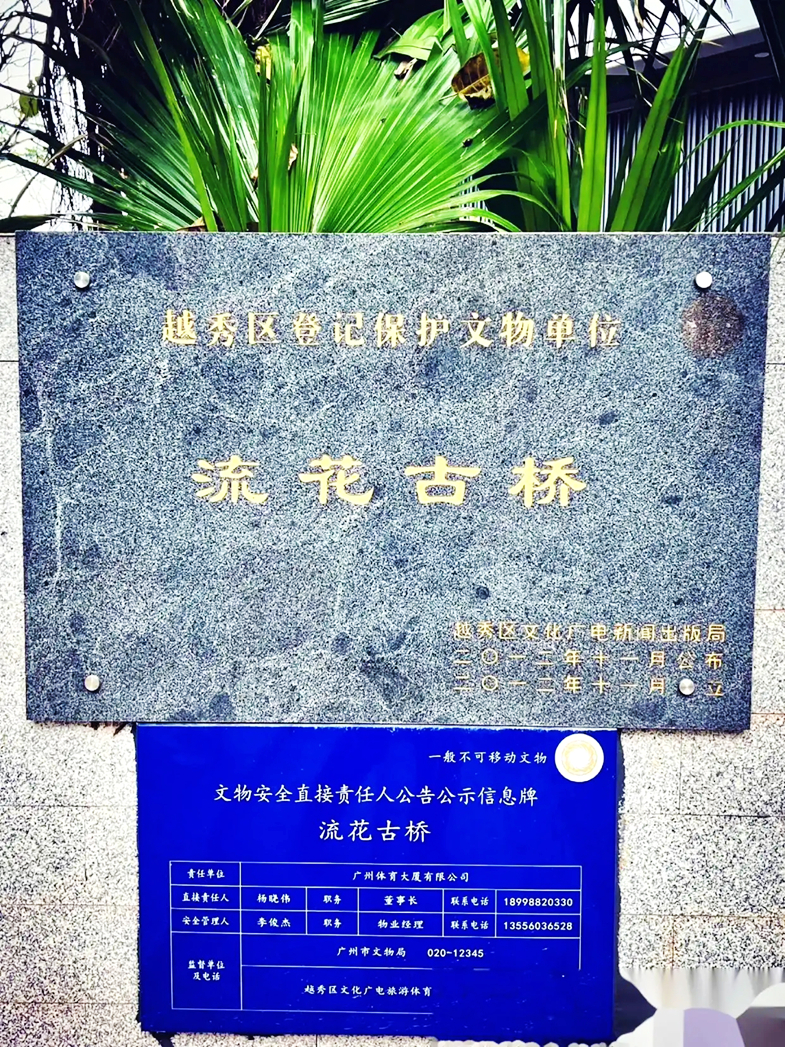 越秀区登记保护文物单位
流花古桥
越秀区文化广电新闻出版局
二〇一二年十一月公布
二〇一二年十一月 立
一般不可移动文物
文物安全直接责任人公告公示信息牌
流花古桥
责任单位 广州体育大厦有限公司
直接责任人 杨晓伟 职务 董事长 联系电话 18998820330
安全管理人 李俊杰 职务 物业经理 联系电话 13556036528
监督单位
及电话
广州市文物局 020-12345
越秀区文化广电旅游体育